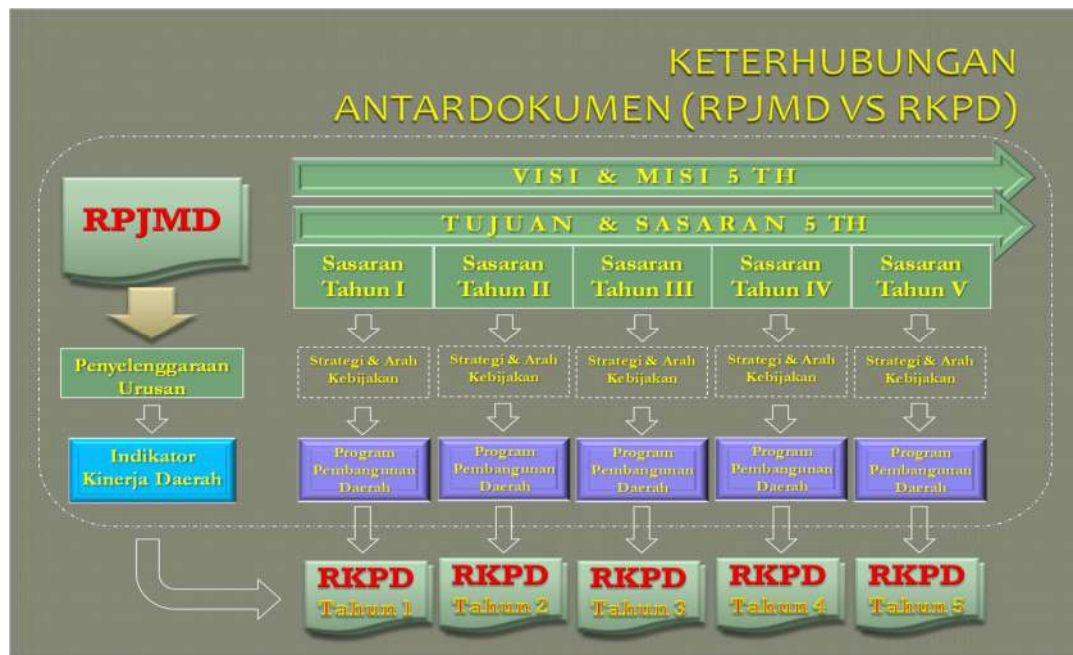 KETERHUBUNGAN
ANTARDOKUMEN (RPJMD VS RKPD)
VISI & MISI 5 TH
RPJMD
TUJUAN & SASARAN 5 TH
Sasaran
Tahun I
Sasaran
Tahun II
Sasaran
Tahun III
Sasaran
Tahun IV
Sasaran
Tahun V
Penyelenggaraan
Urusan
Strategi & Arah
Kebijakan
Strategi & Arah
Kebijakan
Strategi & Arah
Kebijakan
Strategi & Arah
Kebijakan
Strategi & Arah
Kebijakan
Indikator
Kinerja Daerah
Program
Pembangunan
Daerah
Program
Pembangunan
Daerah
Program
Pembangunan
Daerah
Program
Pembangunan
Daerah
Program
Pembangunan
Daerah
RKPD
Tahun 1
RKPD
Tahun 2
RKPD
Tahun 3
RKPD
Tahun 4
RKPD
Tahun 5